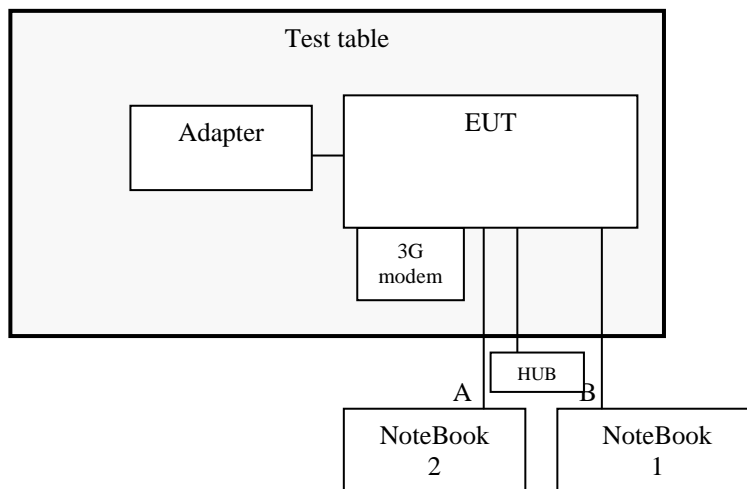 Test table
Adapter
EUT
3G
modem
HUB
A
B
NoteBook
2
NoteBook
1